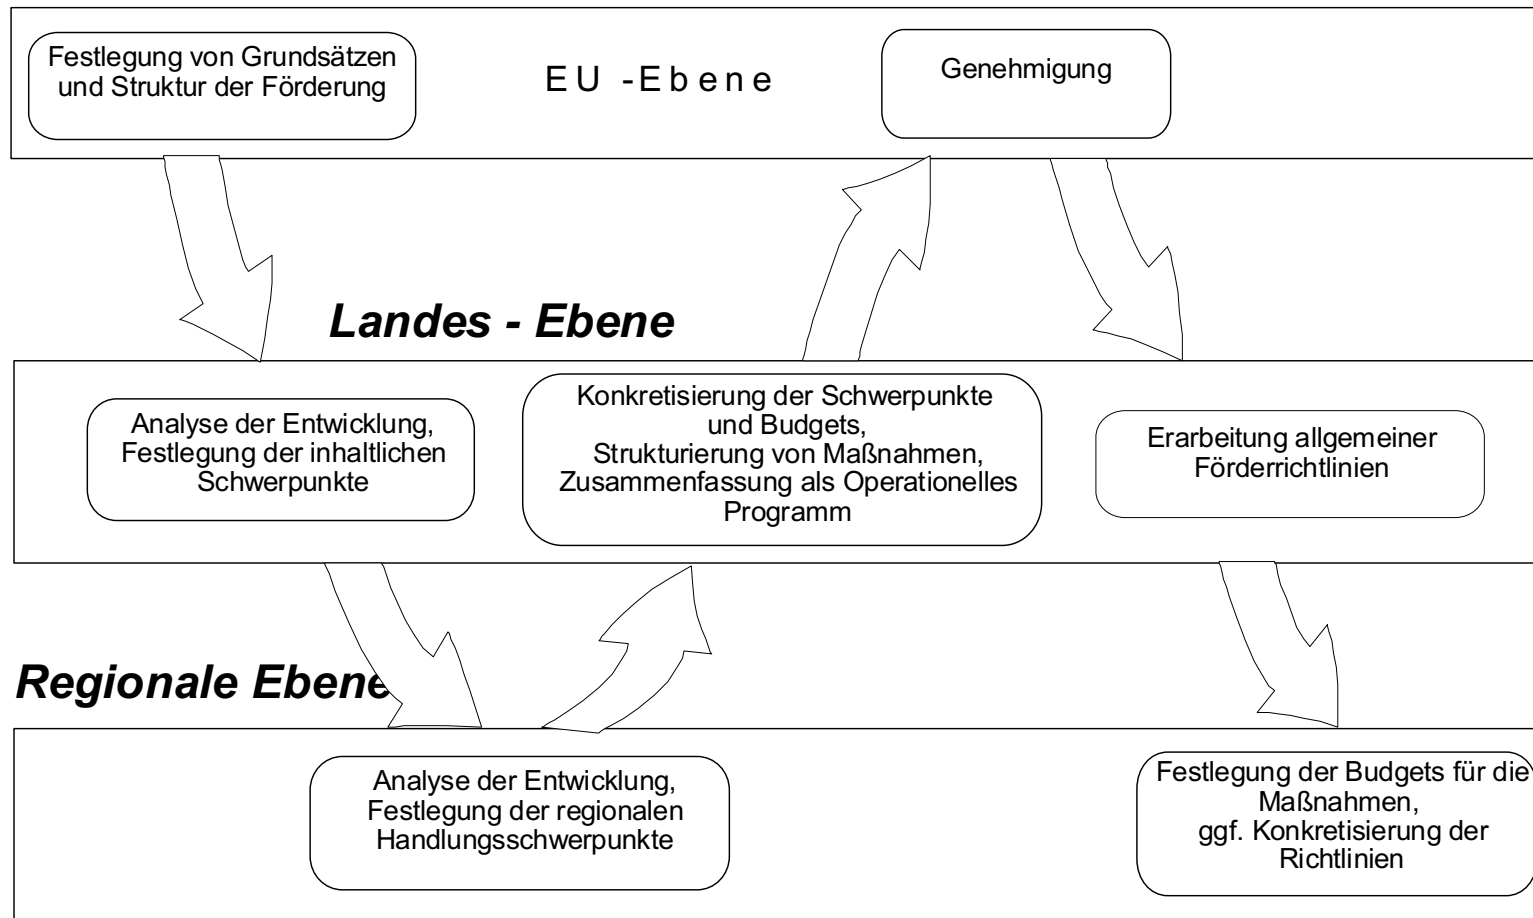 Festlegung von Grundsätzen
und Struktur der Förderung
EU -Ebene
Genehmigung
Landes - Ebene
Analyse der Entwicklung,
Festlegung der inhaltlichen
Schwerpunkte
Konkretisierung der Schwerpunkte
und Budgets,
Strukturierung von Maßnahmen,
Zusammenfassung als Operationelles
Programm
Erarbeitung allgemeiner
Förderrichtlinien
Regionale Ebene
Analyse der Entwicklung,
Festlegung der regionalen
Handlungsschwerpunkte
Festlegung der Budgets für die
Maßnahmen,
ggf. Konkretisierung der
Richtlinien